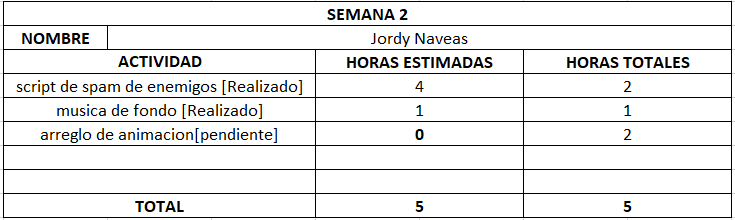 SEMANA 2
NOMBRE Jordy Naveas
ACTIVIDAD HORAS ESTIMADAS HORAS TOTALES
script de spam de enemigos [Realizado] 4 2
musica de fondo [Realizado] 1 1
arreglo de animacion[pendiente] 0 2
TOTAL 5 5